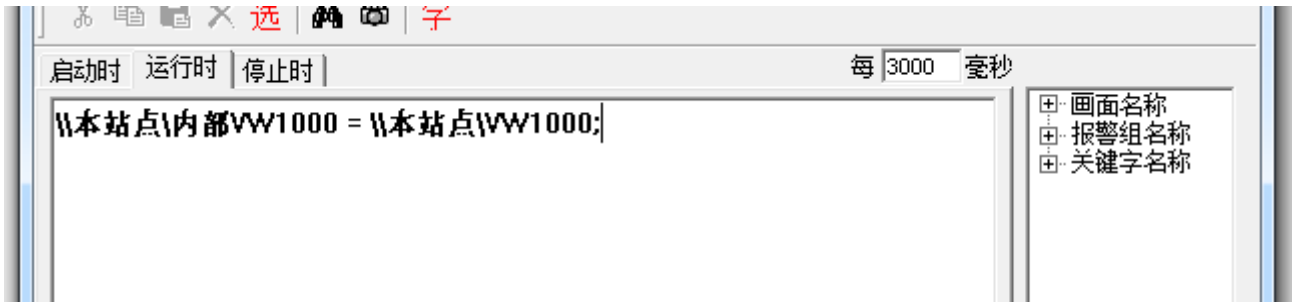 选 字
启动时 运行时 停止时 每 3000 毫秒
\\本站点\内部VW1000 = \\本站点\VW1000;
画面名称
报警组名称
关键字名称